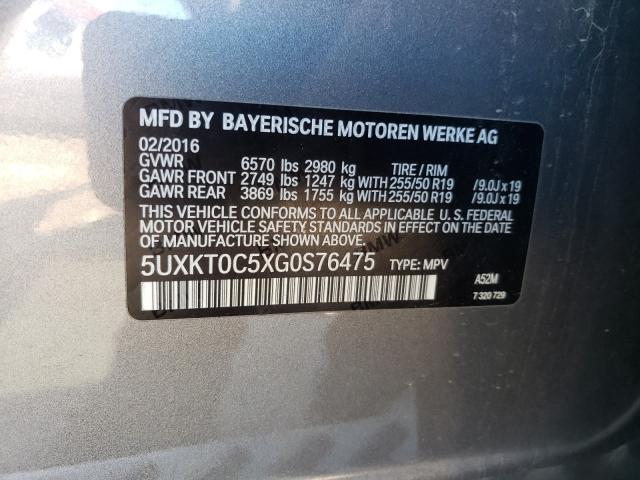 MFD BY BAYERISCHE MOTOREN WERKE AG
02/2016
GVWR 6570 lbs 2980 kg TIRE / RIM
GAWR FRONT 2749 lbs 1247 kg WITH 255/50 R19 /9.0J x 19
GAWR REAR 3869 lbs 1755 kg WITH 255/50 R19 /9.0J x 19
THIS VEHICLE CONFORMS TO ALL APPLICABLE U. S. FEDERAL
MOTOR VEHICLE SAFETY STANDARDS IN EFFECT ON THE DATE
OF MANUFACTURE SHOWN ABOVE.
5UXKT0C5XG0S76475 TYPE: MPV
A52M
7 320 729